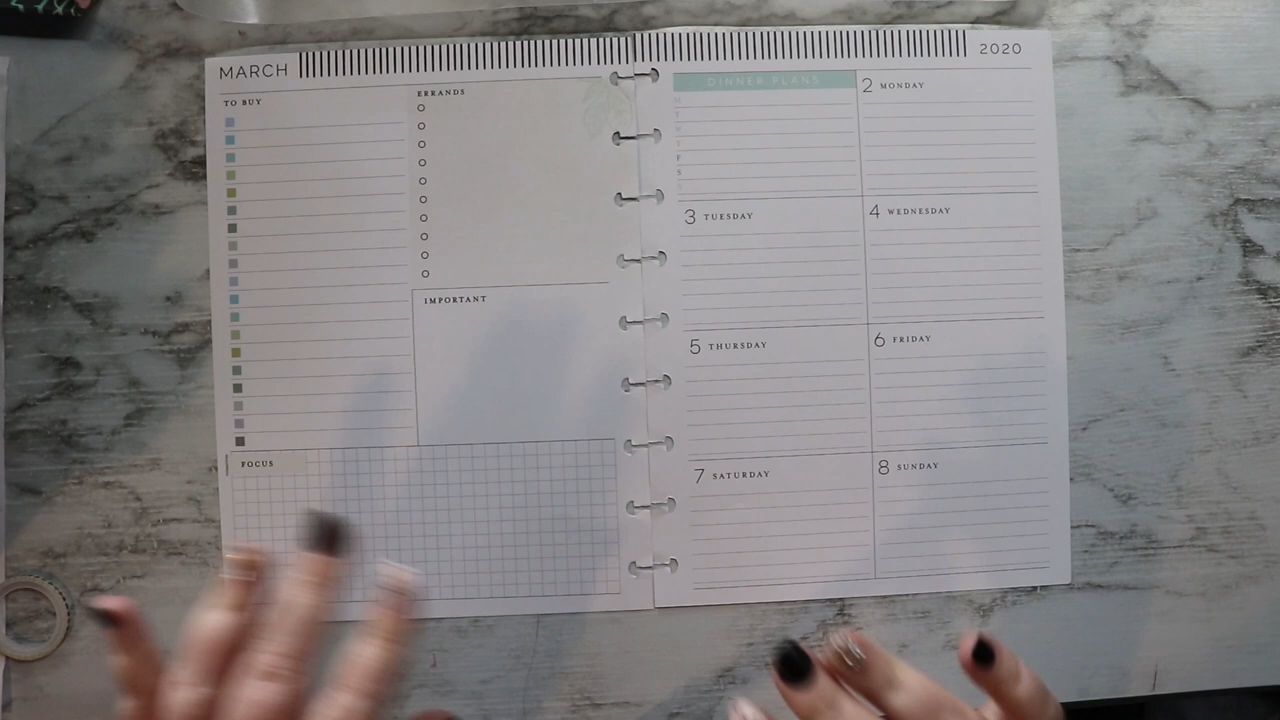 MARCH
2020
TO BUY
ERRANDS
IMPORTANT
FOCUS
DINNER PLANS
M
T
W
T
F
S
S
2 MONDAY
3 TUESDAY
4 WEDNESDAY
5 THURSDAY
6 FRIDAY
7 SATURDAY
8 SUNDAY